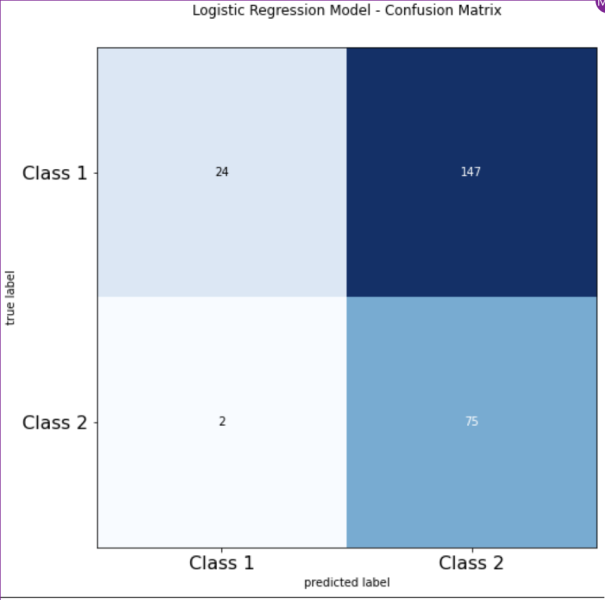 Logistic Regression Model - Confusion Matrix
Class 1
24
147
true label
Class 2
2
75
Class 1
Class 2
predicted label